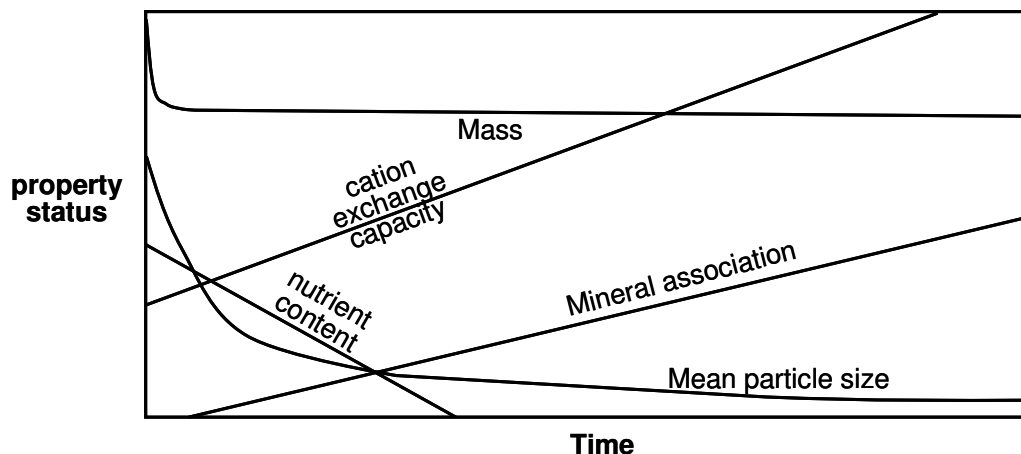 property
status
Mass
cation
exchange
capacity
nutrient
content
Mineral association
Mean particle size
Time